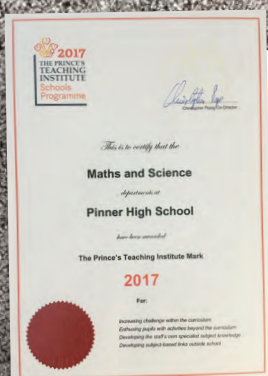 2017
THE PRINCE'S
TEACHING
INSTITUTE
Schools
Programme
Co-Director
This is to certify that the
Maths and Science
departments at
Pinner High School
have been awarded
The Prince's Teaching Institute Mark
2017
For:
Increasing challenge within the curriculum
Enthusing pupils with activities beyond the curriculum
Developing the staff's own specialist subject knowledge
Developing subject-based links outside school